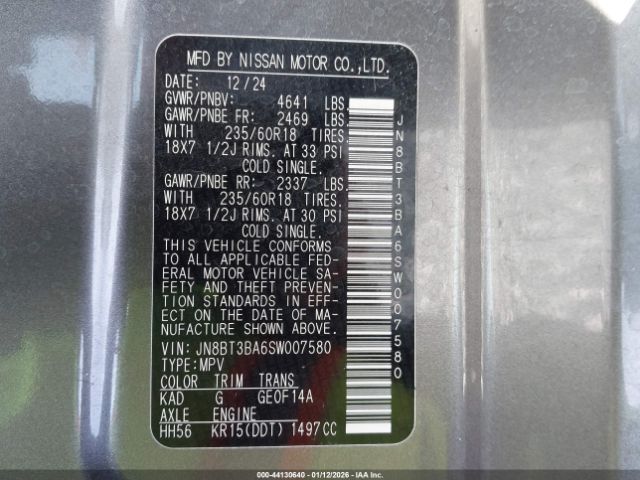 MFD BY NISSAN MOTOR CO.,LTD.
DATE: 12/24
GVWR/PNBV: 4641 LBS.
GAWR/PNBE FR: 2469 LBS.
WITH 235/60R18 TIRES.
18X7 1/2J RIMS. AT 33 PSI
COLD SINGLE.
GAWR/PNBE RR: 2337 LBS.
WITH 235/60R18 TIRES.
18X7 1/2J RIMS. AT 30 PSI
COLD SINGLE.
THIS VEHICLE CONFORMS
TO ALL APPLICABLE FED-
ERAL MOTOR VEHICLE SA-
FETY AND THEFT PREVEN-
TION STANDARDS IN EFF-
ECT ON THE DATE OF MA-
NUFACTURE SHOWN ABOVE.
VIN: JN8BT3BA6SW007580
TYPE: MPV
COLOR TRIM TRANS
KAD G GE0F14A
AXLE ENGINE
HH56 KR15(DDT) 1497CC
JN8BT3BA6SW007580
000-44130640 - 01/12/2026 - IAAI.COM